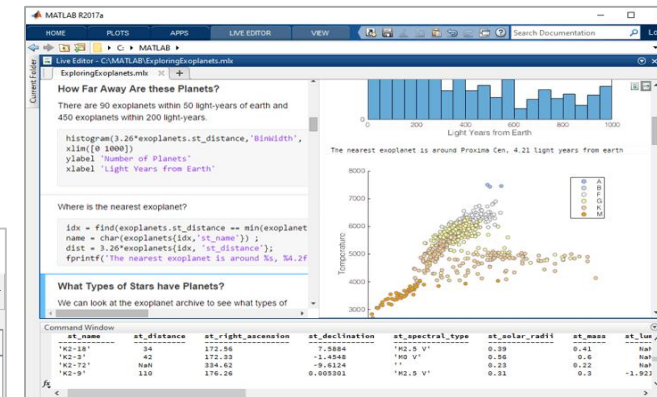 MATLAB R2017a
HOME PLOTS APPS LIVE EDITOR VIEW Search Documentation Lo
C: MATLAB
Current Folder
Live Editor - C:\MATLAB\ExploringExoplanets.mlx
ExploringExoplanets.mlx
How Far Away Are these Planets?
There are 90 exoplanets within 50 light-years of earth and
450 exoplanets within 200 light-years.
histogram(3.26*exoplanets.st_distance,'BinWidth',
xlim([0 1000])
ylabel 'Number of Planets'
xlabel 'Light Years from Earth'
Where is the nearest exoplanet?
idx = find(exoplanets.st_distance == min(exoplanet
name = char(exoplanets{idx,'st_name'}) ;
dist = 3.26*exoplanets{idx, 'st_distance'};
fprintf('The nearest exoplanet is around %s, %4.2f
What Types of Stars have Planets?
We can look at the exoplanet archive to see what types of
0 200 400 600 800 1000
Light Years from Earth
The nearest exoplanet is around Proxima Cen, 4.21 light years from earth
8000
7000
6000
5000
4000
3000
Temperature
A
B
F
G
K
M
Command Window
st_name st_distance st_right_ascension st_declination st_spectral_type st_solar_radii st_mass st_lum
'K2-18' 34 172.56 7.5884 'M2.5 V' 0.39 0.41 NaN
'K2-3' 42 172.33 -1.4548 'M0 V' 0.56 0.6 NaN
'K2-72' NaN 334.62 -9.6124 '' 0.23 0.22 NaN
'K2-9' 110 176.26 0.005301 'M2.5 V' 0.31 0.3 -1.921
fx